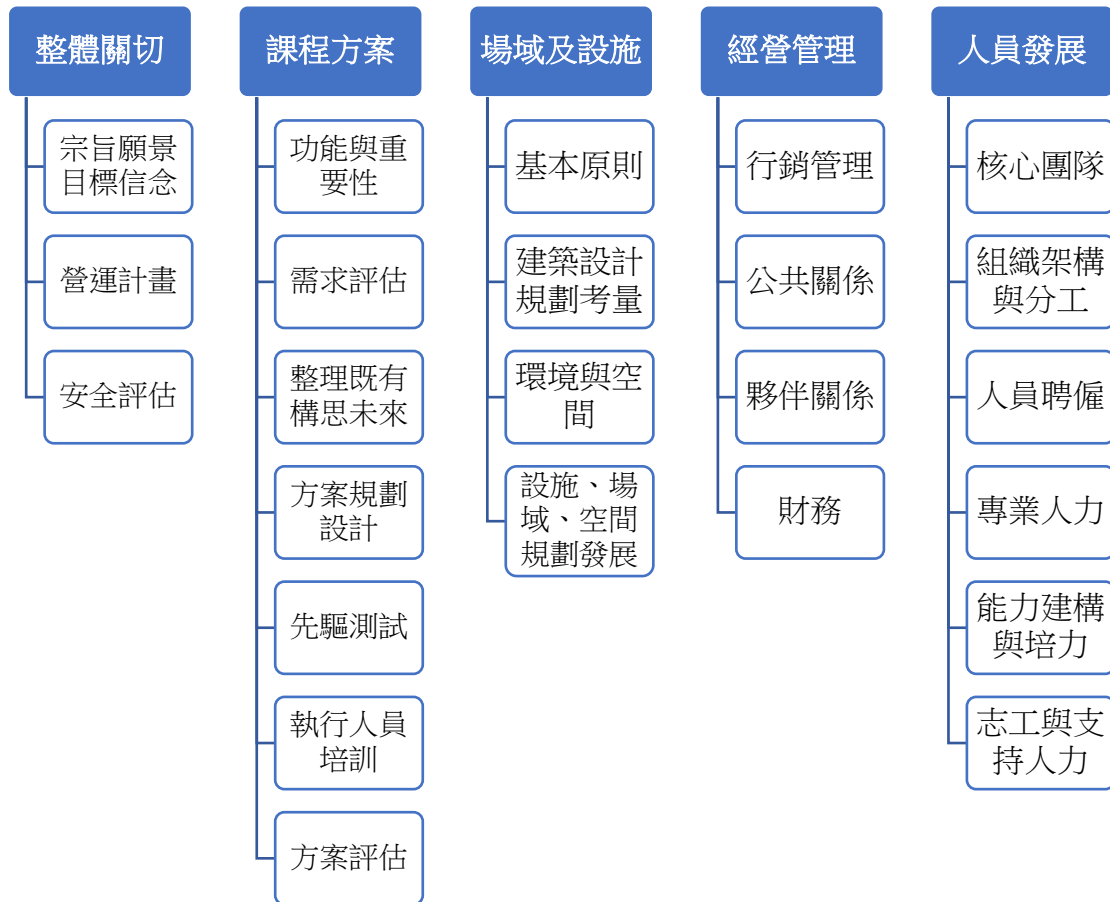 整體關切
宗旨願景
目標信念
營運計畫
安全評估
課程方案
功能與重
要性
需求評估
整理既有
構思未來
方案規劃
設計
先驅測試
執行人員
培訓
方案評估
場域及設施
基本原則
建築設計
規劃考量
環境與空
間
設施、場
域、空間
規劃發展
經營管理
行銷管理
公共關係
夥伴關係
財務
人員發展
核心團隊
組織架構
與分工
人員聘僱
專業人力
能力建構
與培力
志工與支
持人力